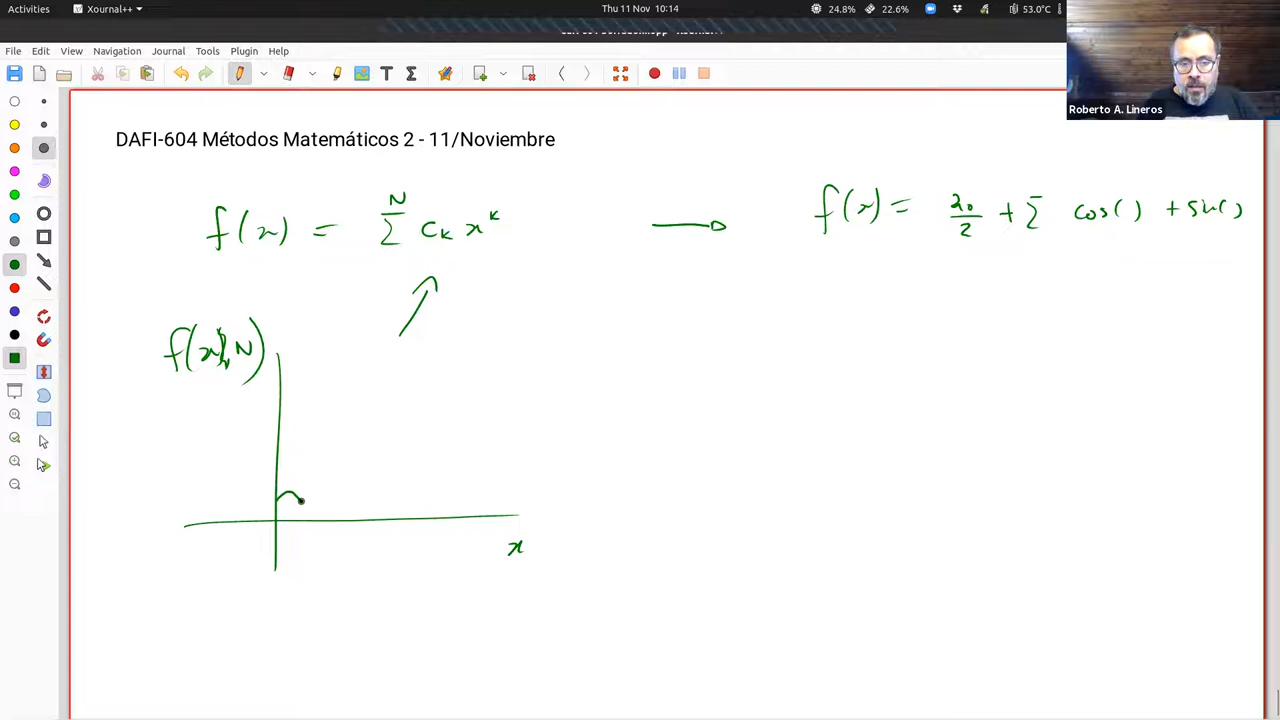 Activities Xournal++ Thu 11 Nov 10:14 24.8% 22.6% 53.0°C
File Edit View Navigation Journal Tools Plugin Help
Roberto A. Lineros
DAFI-604 Métodos Matemáticos 2 - 11/Noviembre
f(x) = Σ^N c_k x^k → f(x) = a₀/2 + Σ cos( ) + sin( )
f(x, N)
x